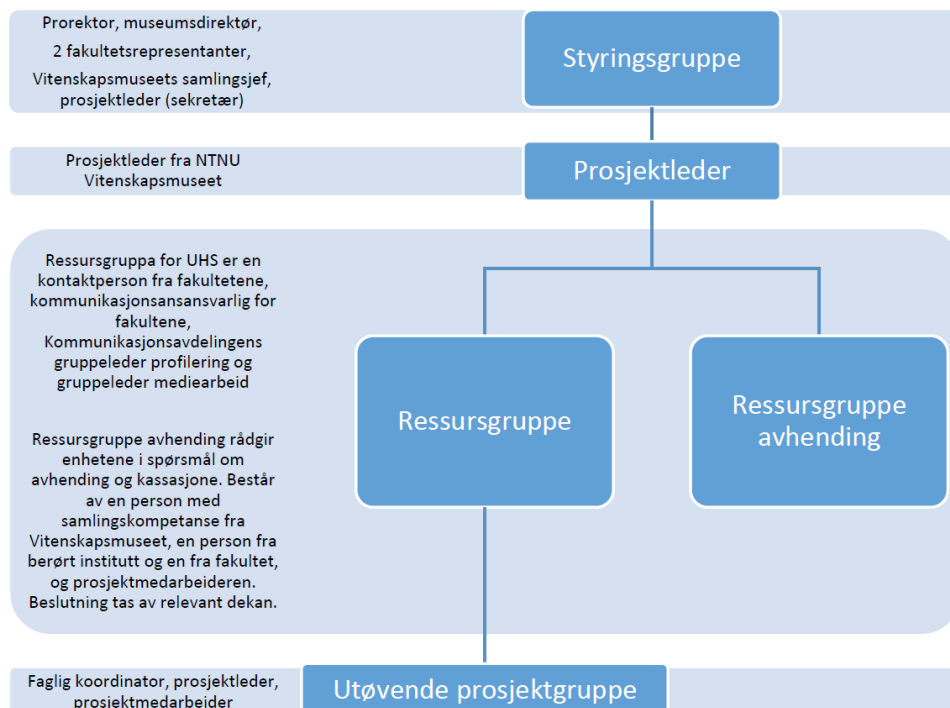 Prorektor, museumsdirektør,
2 fakultetsrepresentanter,
Vitenskapsmuseets samlingsjef,
prosjektleder (sekretær)
Styringsgruppe
Prosjektleder fra NTNU
Vitenskapsmuseet
Prosjektleder
Ressursgruppa for UHS er en
kontaktperson fra fakultetene,
kommunikasjonsansansvarlig for
fakultene,
Kommunikasjonsavdelingens
gruppeleder profilering og
gruppeleder mediearbeid
Ressursgruppe avhending rådgir
enhetene i spørsmål om
avhending og kassasjone. Består
av en person med
samlingskompetanse fra
Vitenskapsmuseet, en person fra
berørt institutt og en fra fakultet,
og prosjektmedarbeideren.
Beslutning tas av relevant dekan.
Ressursgruppe
Ressursgruppe
avhending
Faglig koordinator, prosjektleder,
prosjektmedarbeider
Utøvende prosjektgruppe